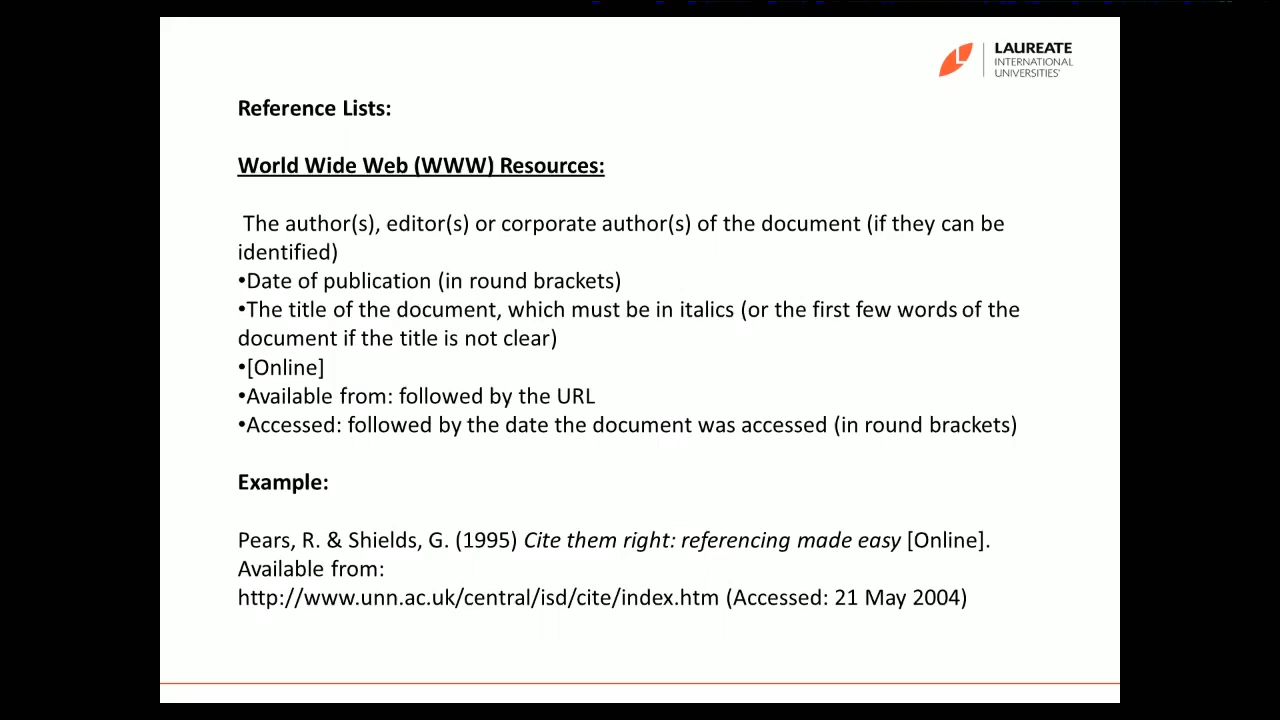 LAUREATE
INTERNATIONAL
UNIVERSITIES'
Reference Lists:
World Wide Web (WWW) Resources:
The author(s), editor(s) or corporate author(s) of the document (if they can be
identified)
•Date of publication (in round brackets)
•The title of the document, which must be in italics (or the first few words of the
document if the title is not clear)
•[Online]
•Available from: followed by the URL
•Accessed: followed by the date the document was accessed (in round brackets)
Example:
Pears, R. & Shields, G. (1995) Cite them right: referencing made easy [Online].
Available from:
http://www.unn.ac.uk/central/isd/cite/index.htm (Accessed: 21 May 2004)